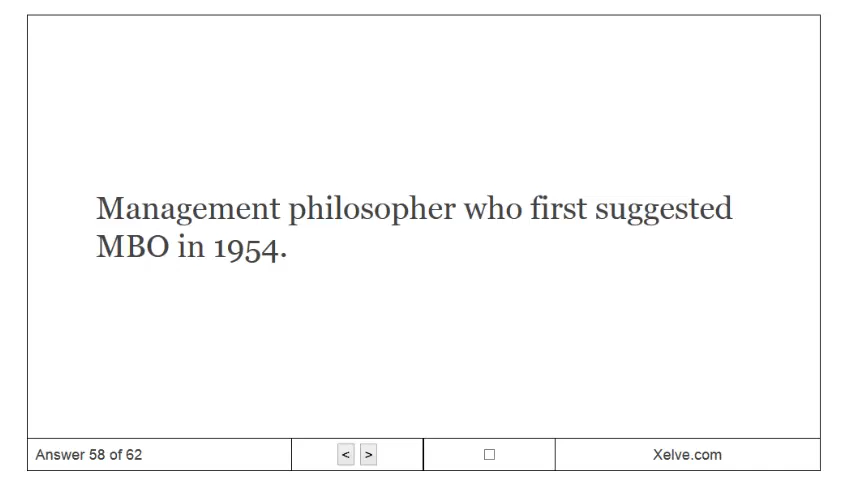 Management philosopher who first suggested
MBO in 1954.
Answer 58 of 62
<
>
Xelve.com